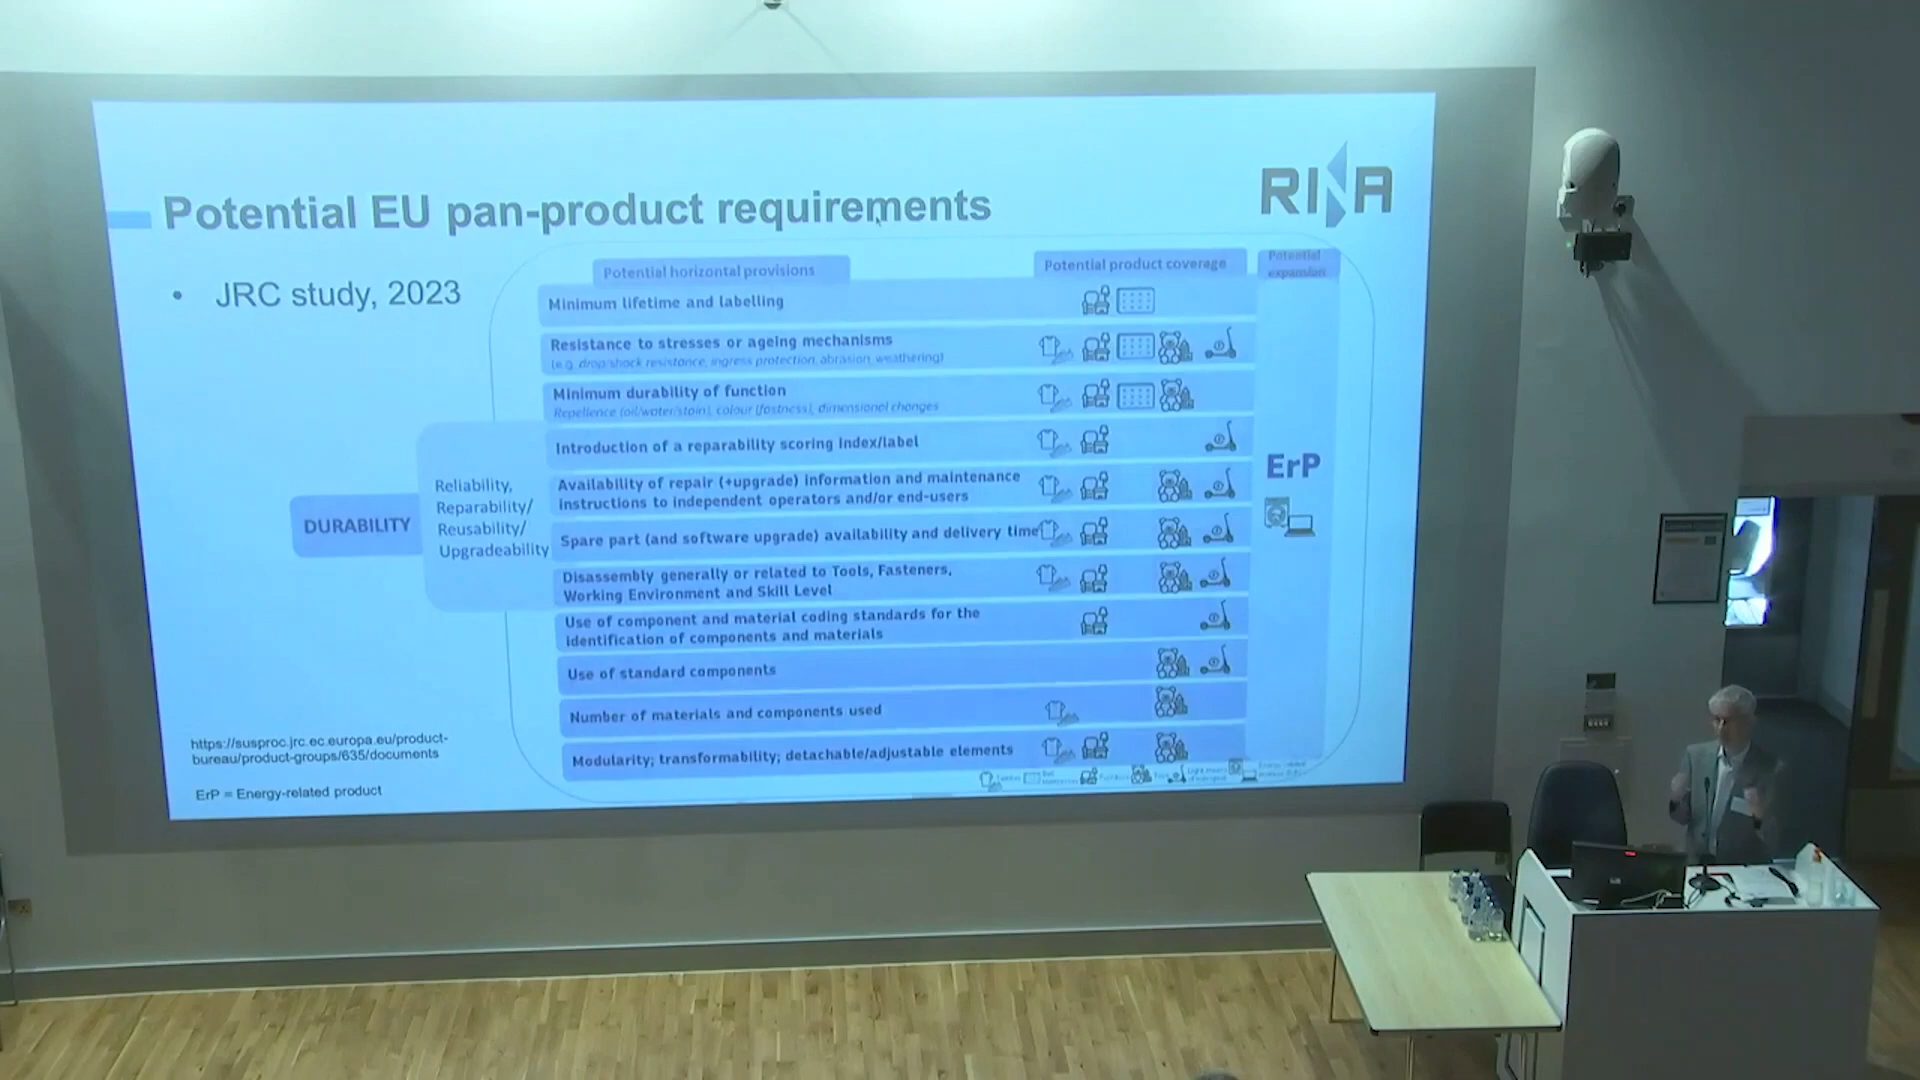 RINA
Potential EU pan-product requirements
• JRC study, 2023
Potential horizontal provisions
Potential product coverage
Potential
expansion
Minimum lifetime and labelling
Resistance to stresses or ageing mechanisms
(e.g. drop/shock resistance, ingress protection, abrasion, weathering)
Minimum durability of function
Repellence (oil/water/stain), colour (fastness), dimensional changes
Introduction of a reparability scoring Index/label
Availability of repair (+upgrade) information and maintenance
instructions to independent operators and/or end-users
Spare part (and software upgrade) availability and delivery time
Disassembly generally or related to Tools, Fasteners,
Working Environment and Skill Level
Use of component and material coding standards for the
identification of components and materials
Use of standard components
Number of materials and components used
Modularity; transformability; detachable/adjustable elements
DURABILITY
Reliability,
Reparability/
Reusability/
Upgradeability
ErP
https://susproc.jrc.ec.europa.eu/product-
bureau/product-groups/635/documents
ErP = Energy-related product